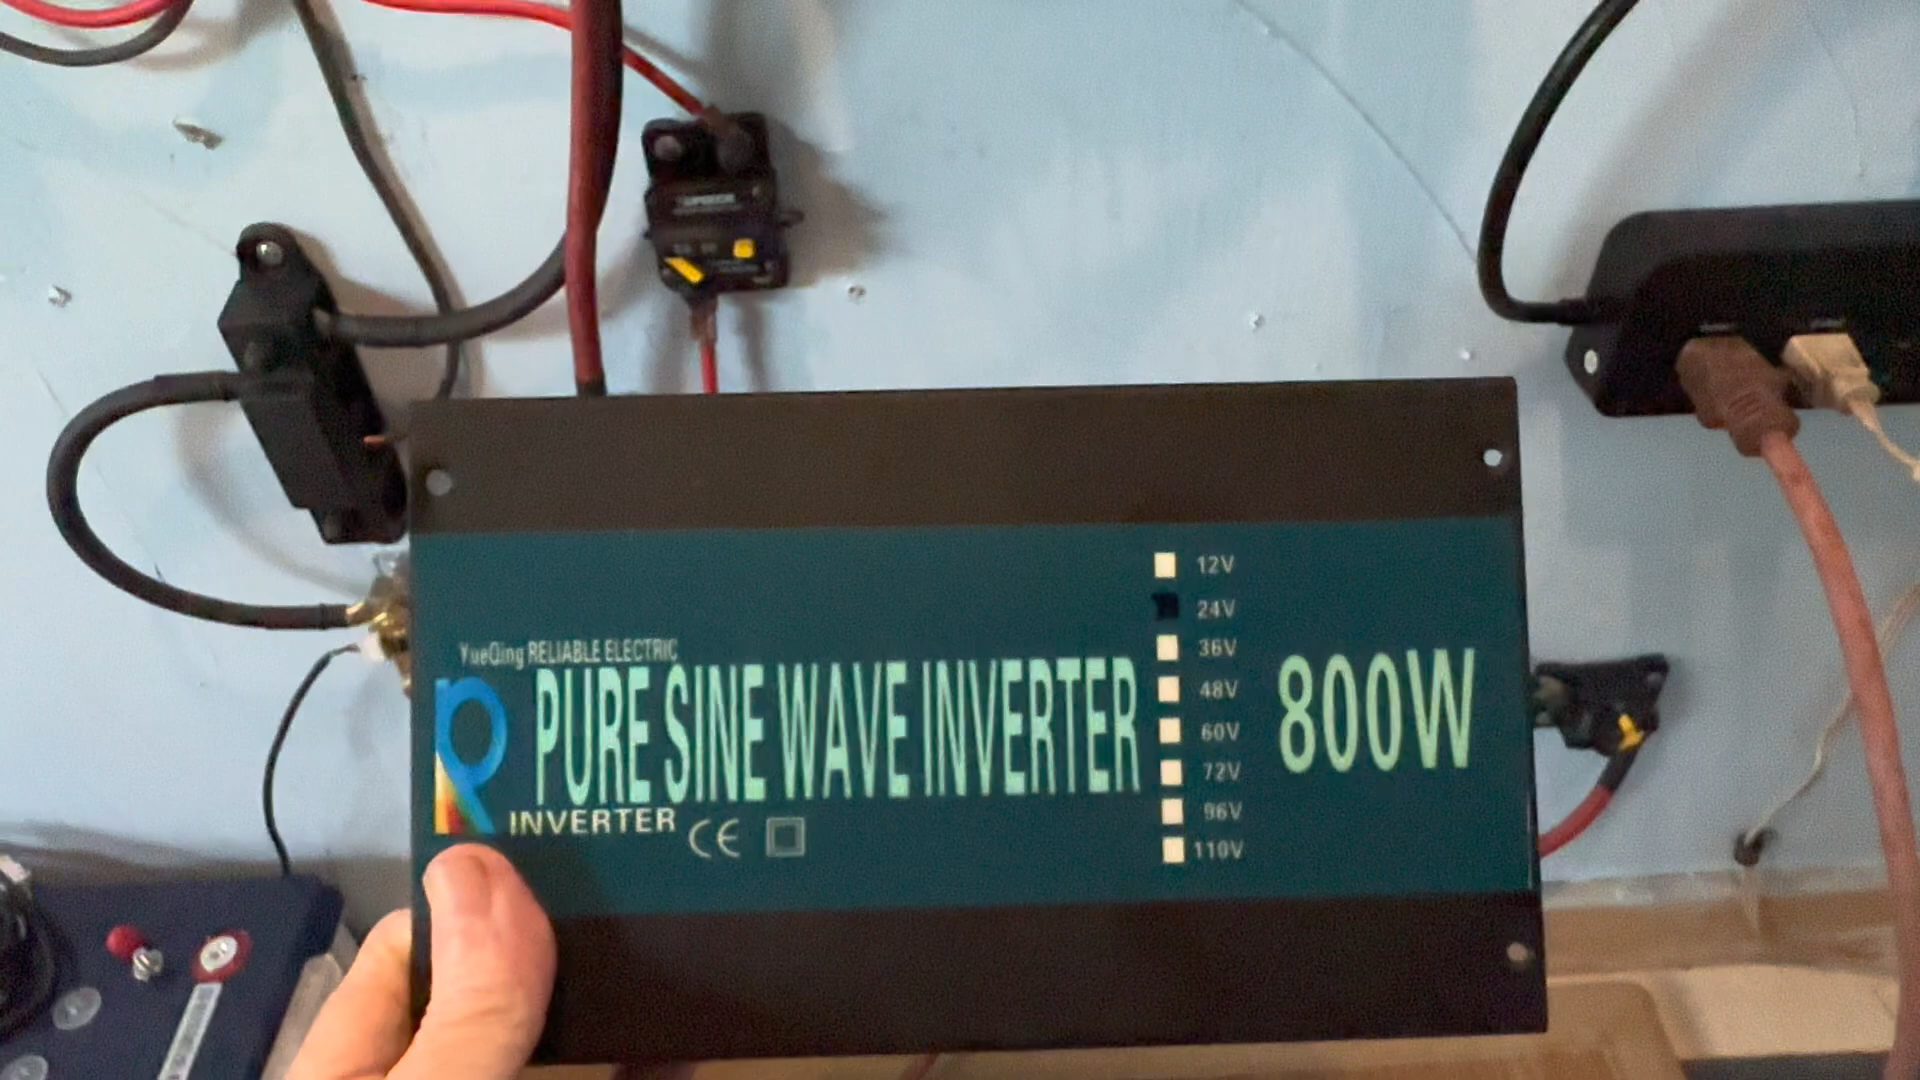 YueQing RELIABLE ELECTRIC
PURE SINE WAVE INVERTER
INVERTER
CE
12V
24V
36V
48V
60V
72V
96V
110V
800W